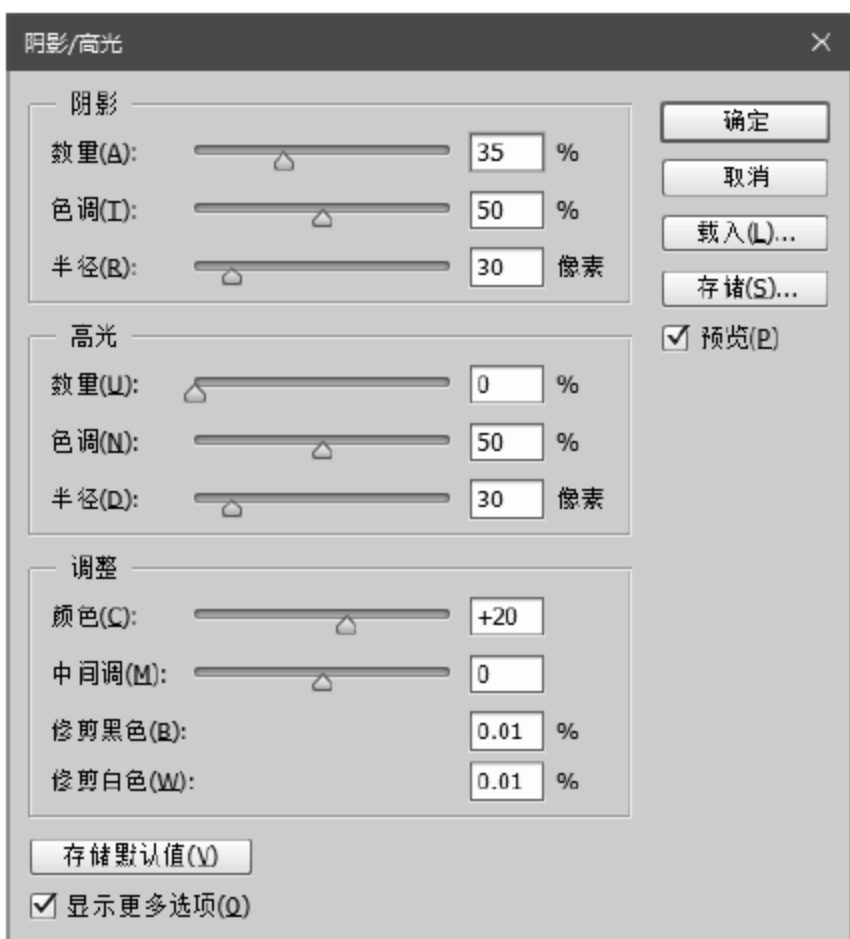 阴影/高光
阴影
数量(A): 35 %
色调(T): 50 %
半径(R): 30 像素
确定
取消
载入(L)...
存储(S)...
预览(P)
高光
数量(U): 0 %
色调(N): 50 %
半径(D): 30 像素
调整
颜色(C): +20
中间调(M): 0
修剪黑色(B): 0.01 %
修剪白色(W): 0.01 %
存储默认值(V)
显示更多选项(O)